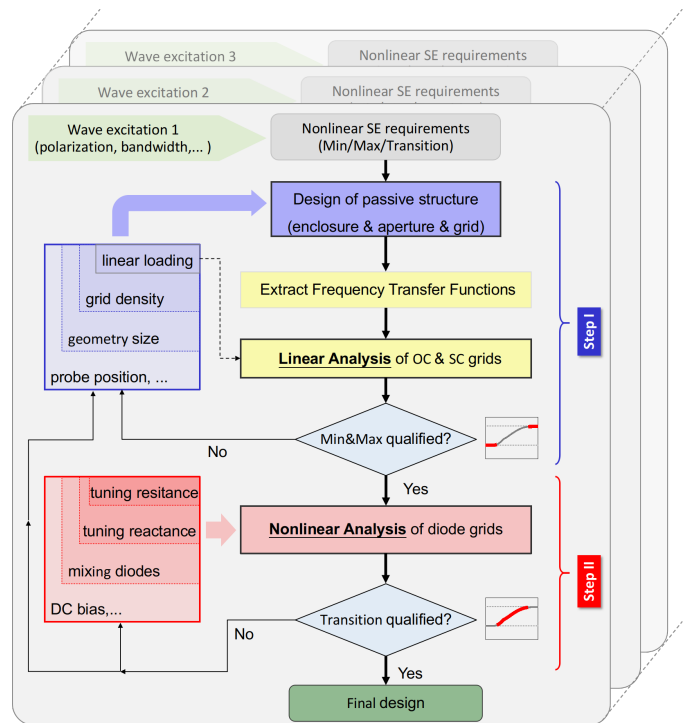 Wave excitation 3
Nonlinear SE requirements
Wave excitation 2
Nonlinear SE requirements
Wave excitation 1
(polarization, bandwidth,... )
Nonlinear SE requirements
(Min/Max/Transition)
Design of passive structure
(enclosure & aperture & grid)
linear loading
grid density
geometry size
probe position, ...
Extract Frequency Transfer Functions
Linear Analysis of OC & SC grids
Step I
Min&Max qualified?
No
Yes
tuning resitance
tuning reactance
mixing diodes
DC bias,...
Nonlinear Analysis of diode grids
Step II
Transition qualified?
No
Yes
Final design